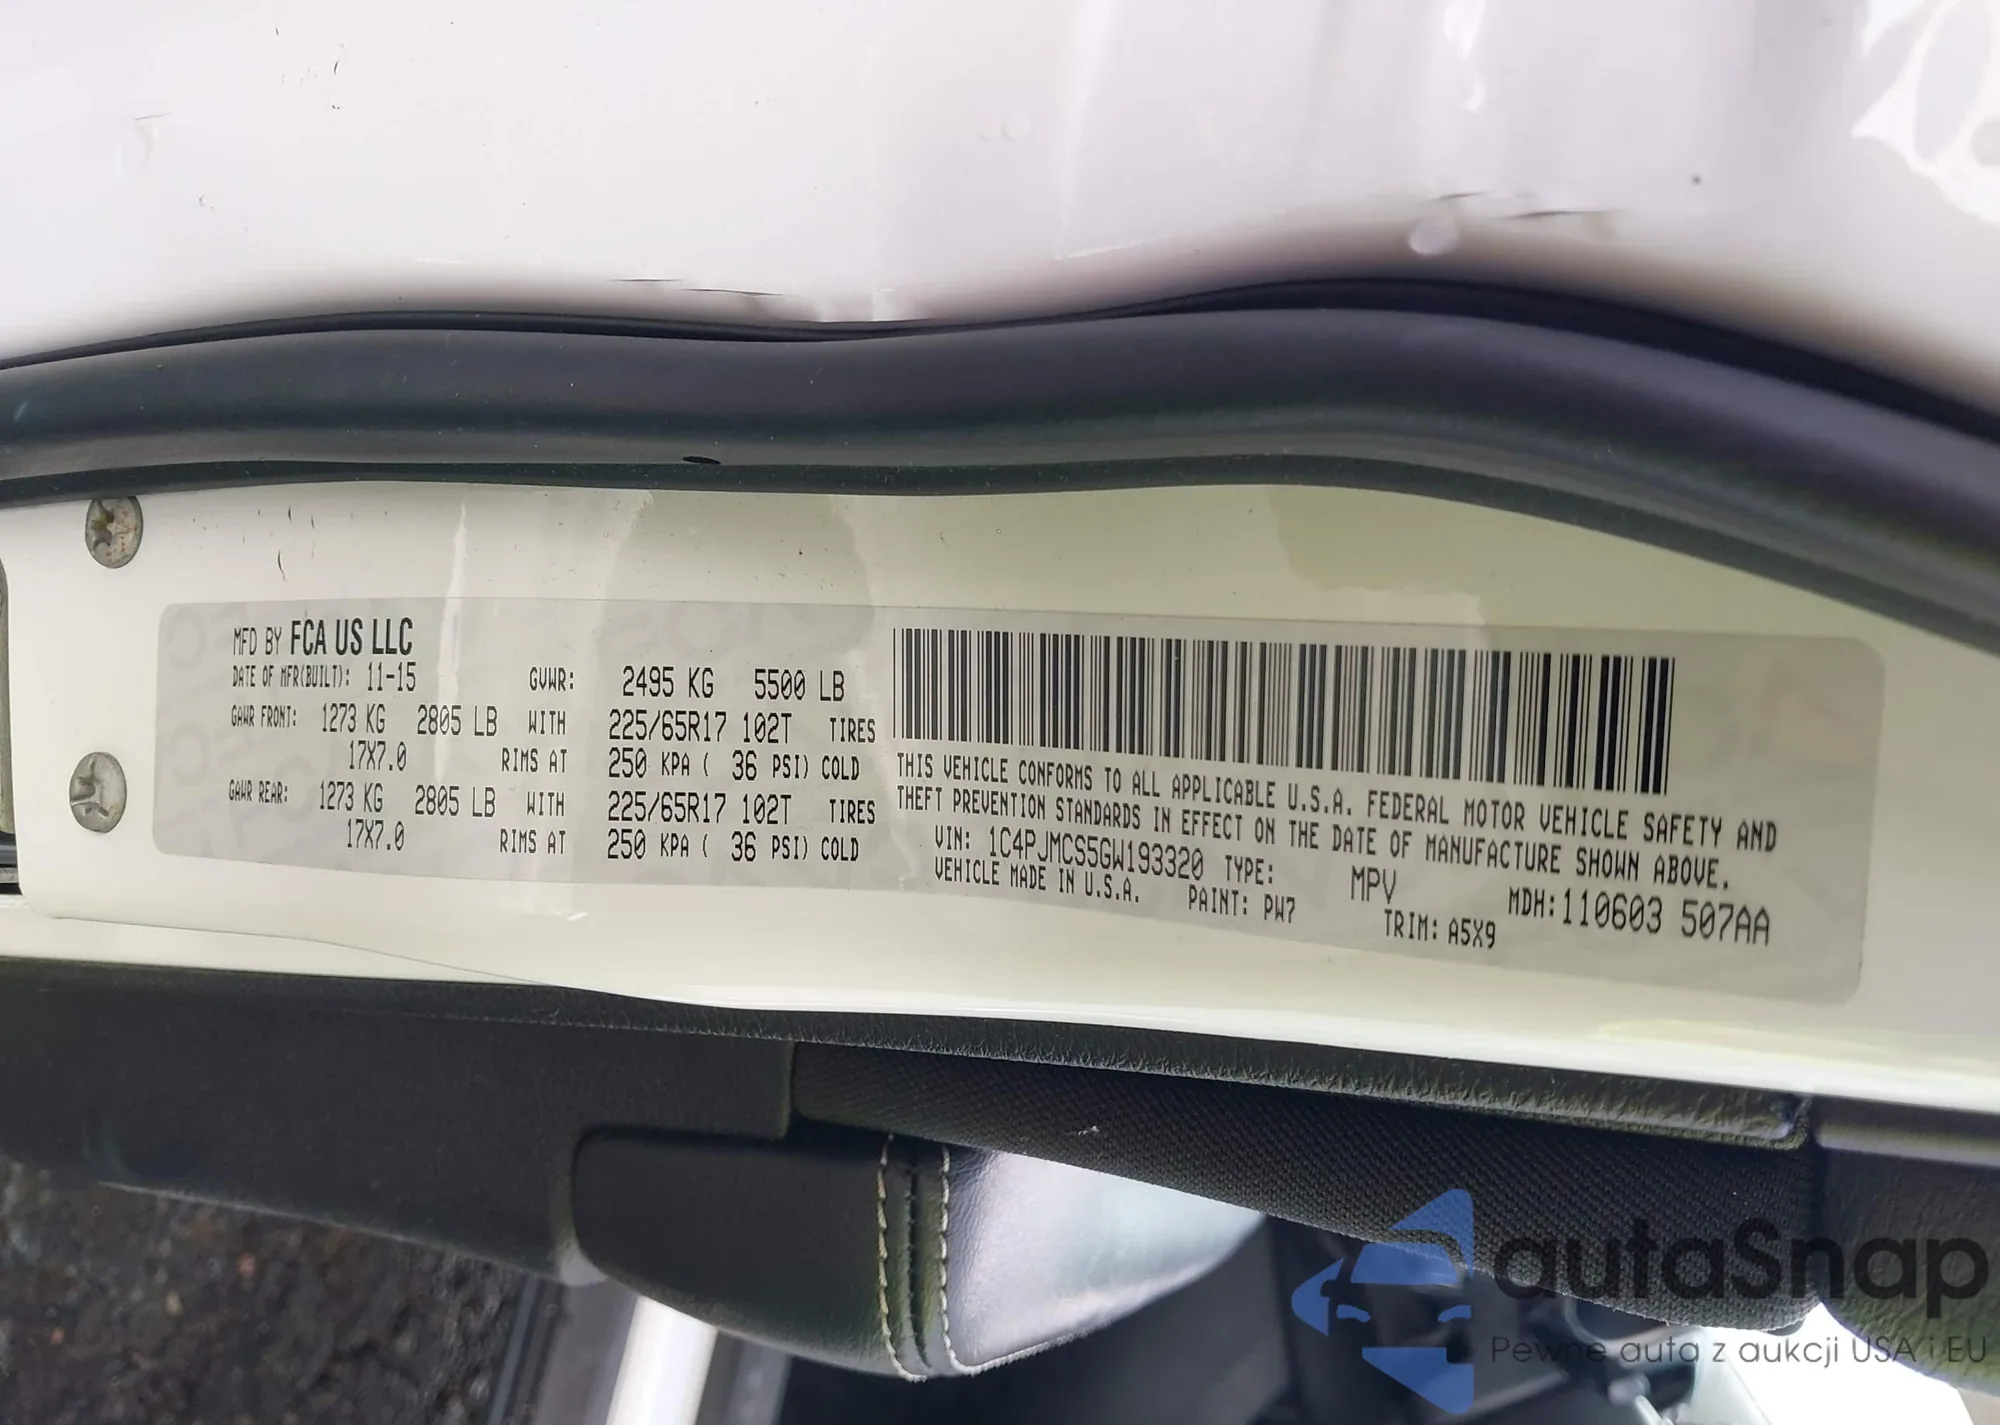 MFD BY FCA US LLC
DATE OF MFR(BUILT): 11-15 GVWR: 2495 KG 5500 LB
GAWR FRONT: 1273 KG 2805 LB WITH 225/65R17 102T TIRES
17X7.0 RIMS AT 250 KPA ( 36 PSI) COLD
GAWR REAR: 1273 KG 2805 LB WITH 225/65R17 102T TIRES
17X7.0 RIMS AT 250 KPA ( 36 PSI) COLD
THIS VEHICLE CONFORMS TO ALL APPLICABLE U.S.A. FEDERAL MOTOR VEHICLE SAFETY AND
THEFT PREVENTION STANDARDS IN EFFECT ON THE DATE OF MANUFACTURE SHOWN ABOVE.
VIN: 1C4PJMCS5GW193320 TYPE: MPV MDH:110603 507AA
VEHICLE MADE IN U.S.A. PAINT: PW7 TRIM: A5X9
autaSnap
Pewne auta z aukcji USA i EU